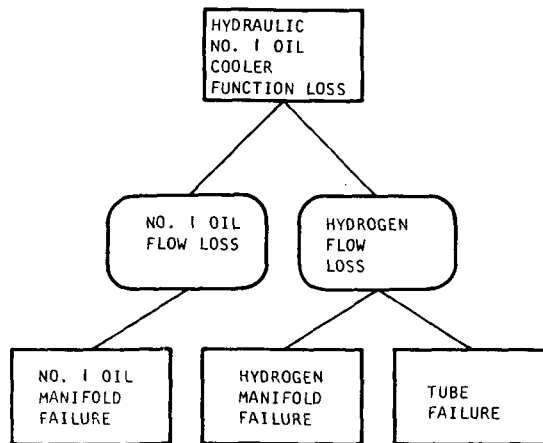 HYDRAULIC
NO. 1 OIL
COOLER
FUNCTION LOSS
NO. 1 OIL
FLOW LOSS
HYDROGEN
FLOW
LOSS
NO. 1 OIL
MANIFOLD
FAILURE
HYDROGEN
MANIFOLD
FAILURE
TUBE
FAILURE